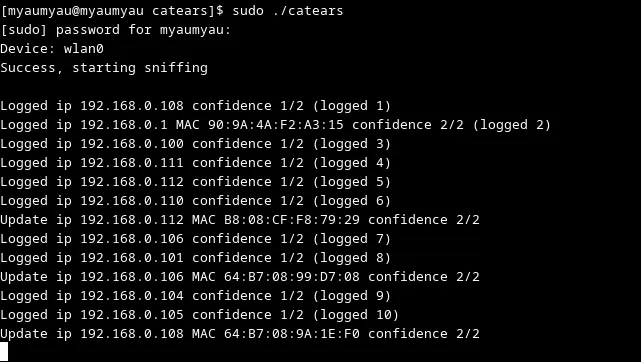 [myaumyau@myaumyau catears]$ sudo ./catears
[sudo] password for myaumyau:
Device: wlan0
Success, starting sniffing
Logged ip 192.168.0.108 confidence 1/2 (logged 1)
Logged ip 192.168.0.1 MAC 90:9A:4A:F2:A3:15 confidence 2/2 (logged 2)
Logged ip 192.168.0.100 confidence 1/2 (logged 3)
Logged ip 192.168.0.111 confidence 1/2 (logged 4)
Logged ip 192.168.0.112 confidence 1/2 (logged 5)
Logged ip 192.168.0.110 confidence 1/2 (logged 6)
Update ip 192.168.0.112 MAC B8:08:CF:F8:79:29 confidence 2/2
Logged ip 192.168.0.106 confidence 1/2 (logged 7)
Logged ip 192.168.0.101 confidence 1/2 (logged 8)
Update ip 192.168.0.106 MAC 64:B7:08:99:D7:08 confidence 2/2
Logged ip 192.168.0.104 confidence 1/2 (logged 9)
Logged ip 192.168.0.105 confidence 1/2 (logged 10)
Update ip 192.168.0.108 MAC 64:B7:08:9A:1E:F0 confidence 2/2